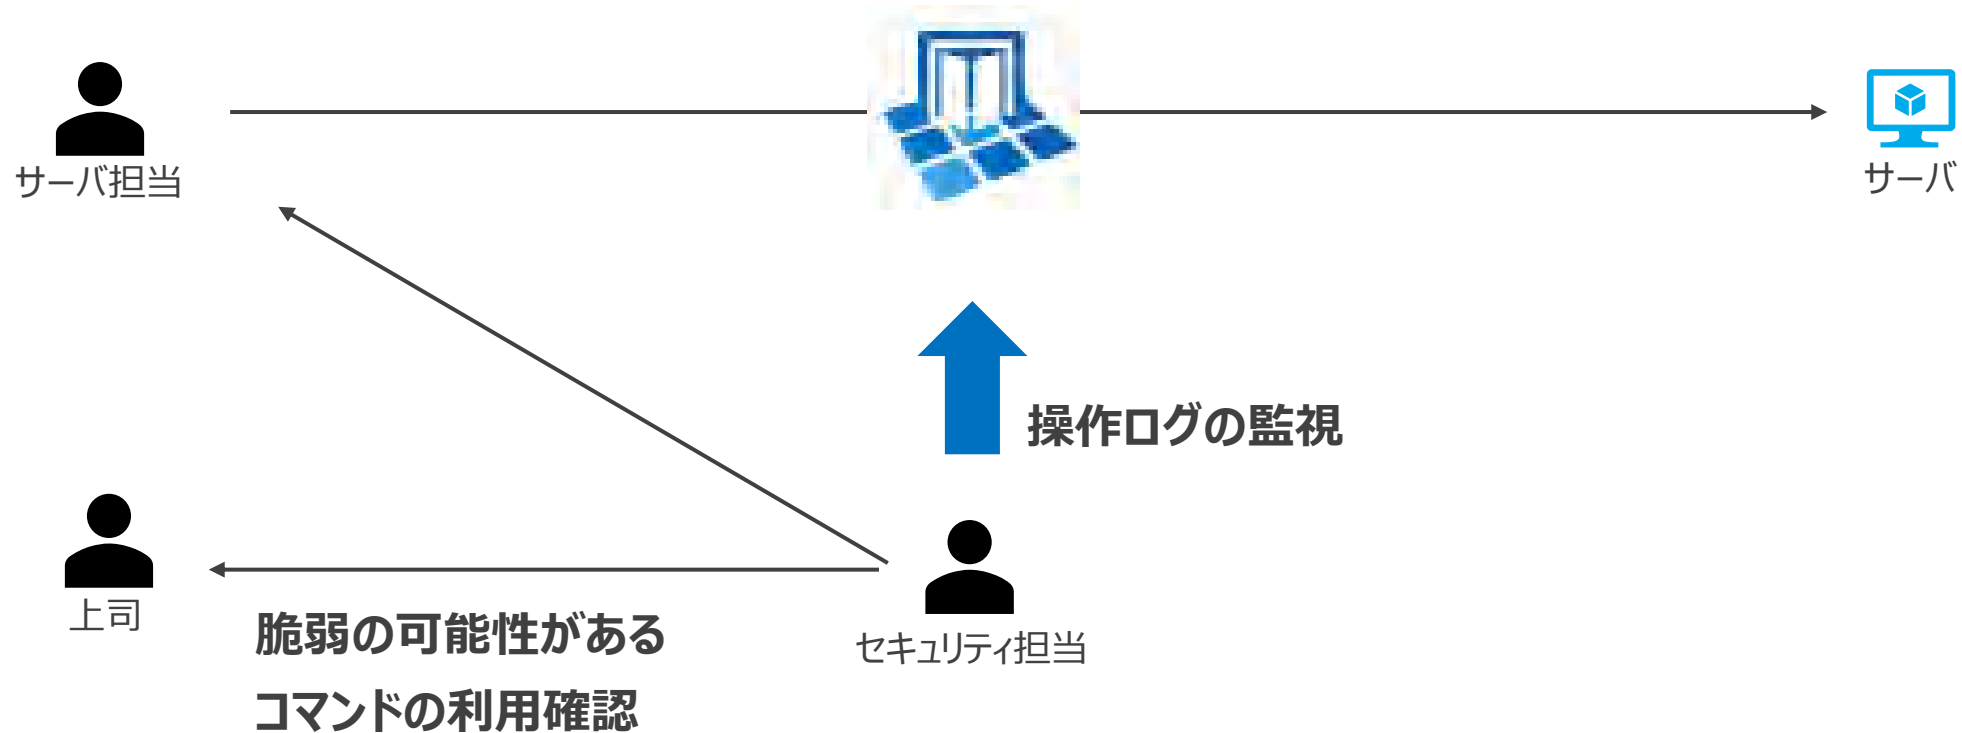 サーバ担当
サーバ
操作ログの監視
上司
脆弱の可能性がある
コマンドの利用確認
セキュリティ担当